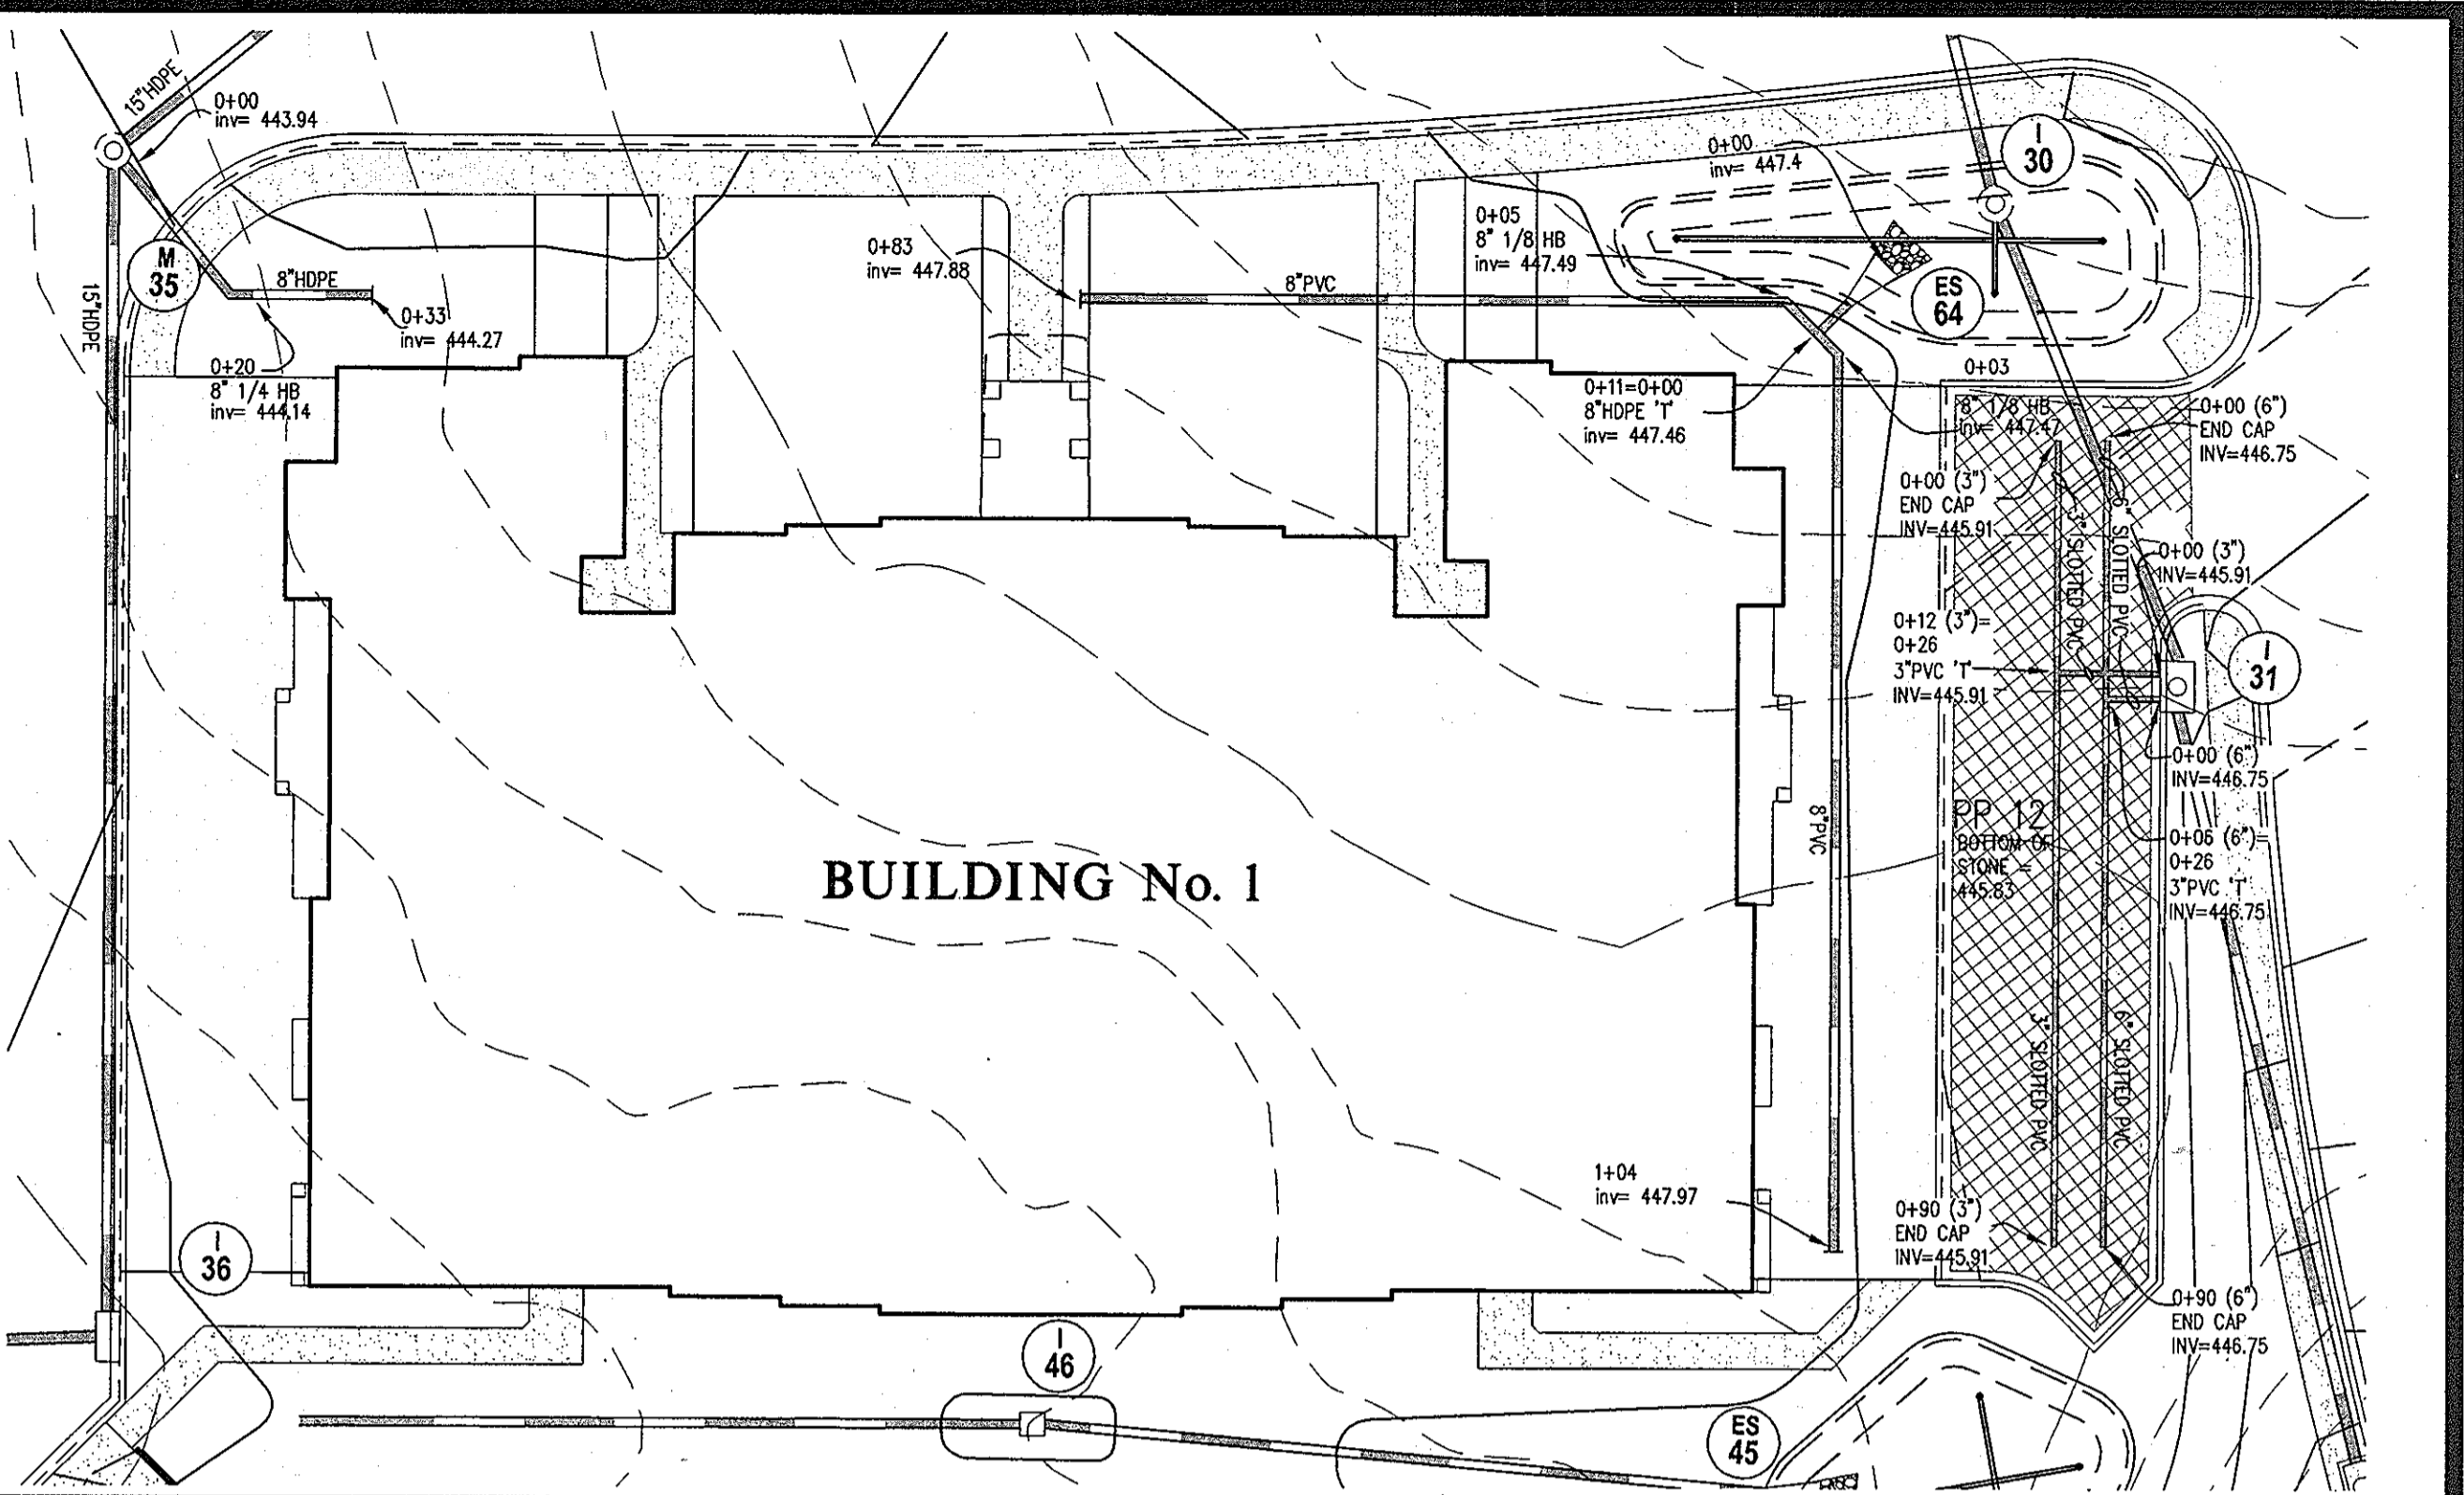 15"HDPE
0+00
inv= 443.94
M
35
8"HDPE
15"HDPE
0+33
inv= 444.27
0+20
8" 1/4 HB
inv= 444.14
0+83
inv= 447.88
8"PVC
0+05
8" 1/8 HB
inv= 447.49
0+00
inv= 447.4
I
30
ES
64
0+11=0+00
8"HDPE 'T'
inv= 447.46
0+03
8" 1/8 HB
inv= 447.47
0+00 (6")
END CAP
INV=446.75
0+00 (3")
END CAP
INV=445.91
3" SLOTTED PVC
6" SLOTTED PVC
0+00 (3")
INV=445.91
0+12 (3")=
0+26
3"PVC 'T'
INV=445.91
I
31
0+00 (6")
INV=446.75
8"PVC
PP 12
BOTTOM OF
STONE =
445.83
0+06 (6")=
0+26
3"PVC 'T'
INV=446.75
BUILDING No. 1
3" SLOTTED PVC
6" SLOTTED PVC
1+04
inv= 447.97
0+90 (3")
END CAP
INV=445.91
0+90 (6")
END CAP
INV=446.75
I
36
I
46
ES
45